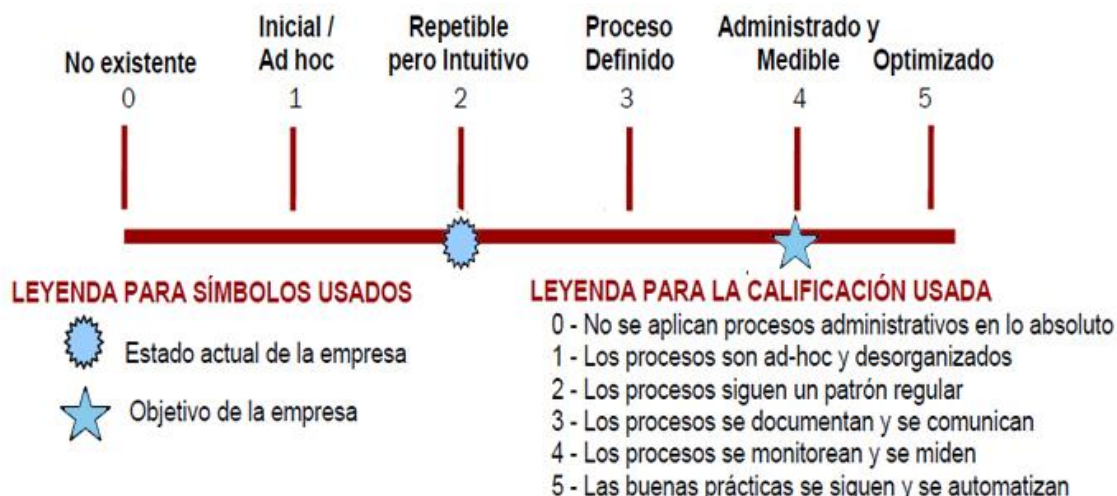 No existente
0
Inicial /
Ad hoc
1
Repetible
pero Intuitivo
2
Proceso
Definido
3
Administrado y
Medible
4
Optimizado
5
LEYENDA PARA SÍMBOLOS USADOS
Estado actual de la empresa
Objetivo de la empresa
LEYENDA PARA LA CALIFICACIÓN USADA
0 - No se aplican procesos administrativos en lo absoluto
1 - Los procesos son ad-hoc y desorganizados
2 - Los procesos siguen un patrón regular
3 - Los procesos se documentan y se comunican
4 - Los procesos se monitorean y se miden
5 - Las buenas prácticas se siguen y se automatizan